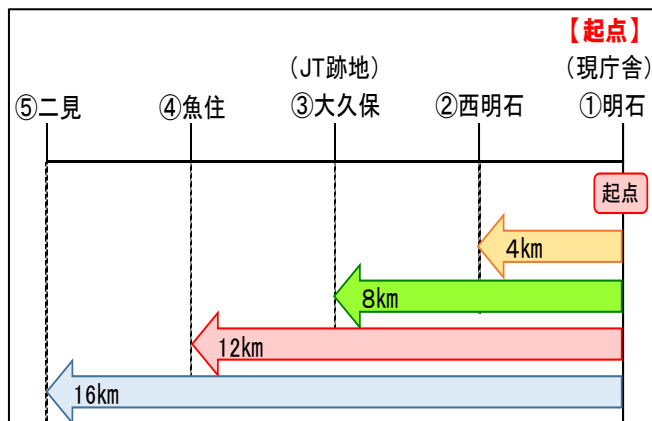 【起点】
（JT跡地）
（現庁舎）
⑤二見
④魚住
③大久保
②西明石
①明石
起点
4km
8km
12km
16km